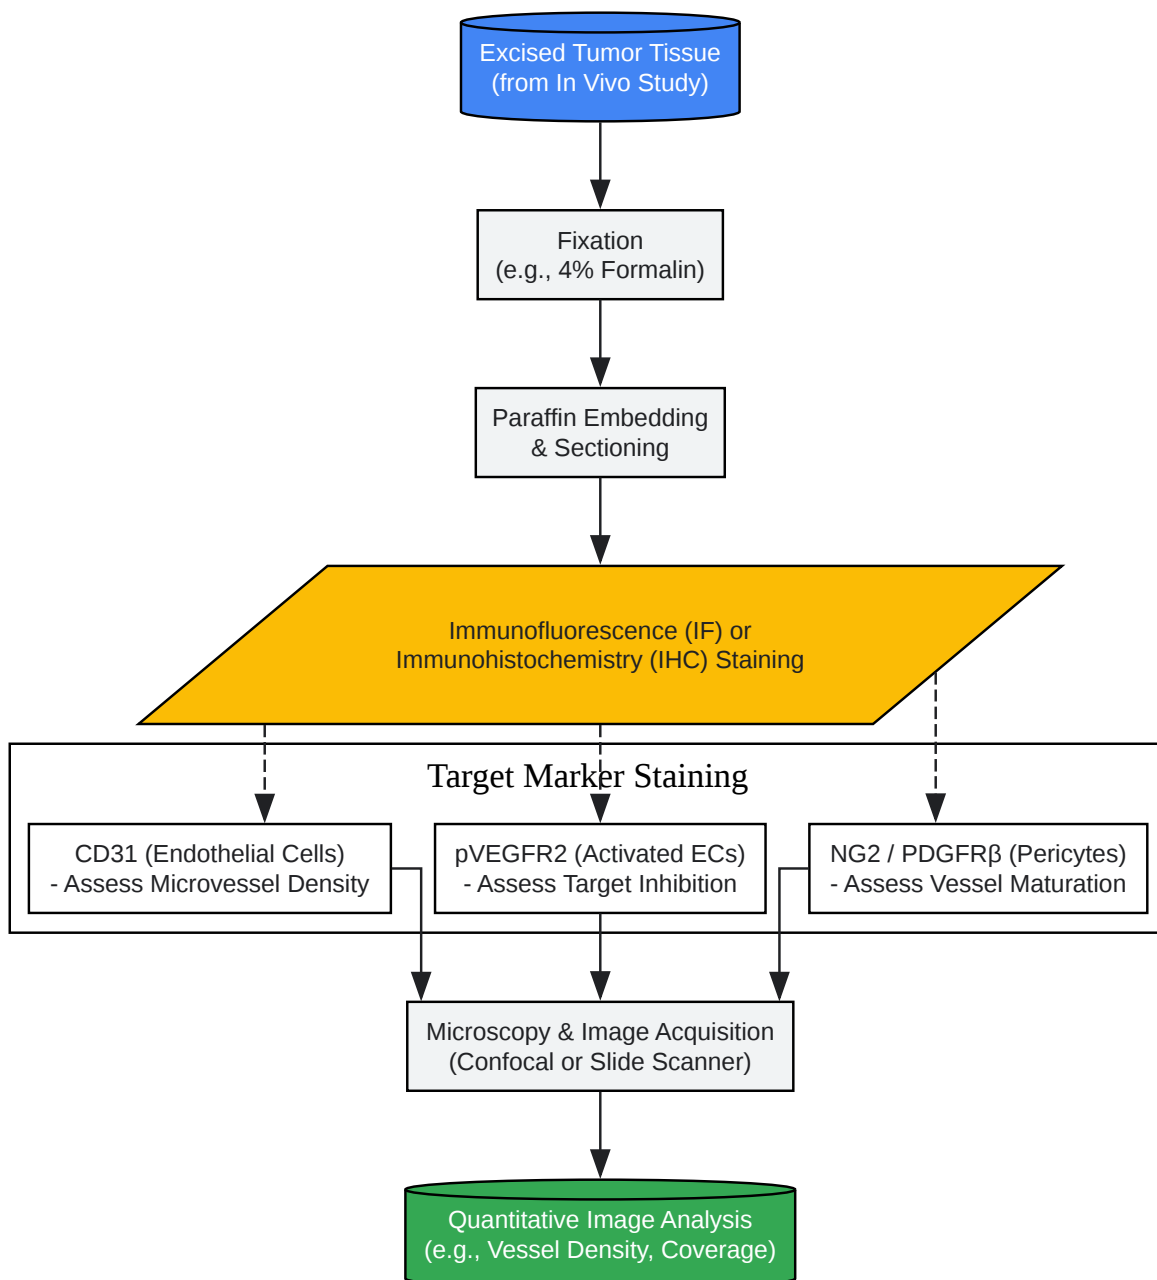 Excised Tumor Tissue
(from In Vivo Study)
Fixation
(e.g., 4% Formalin)
Paraffin Embedding
& Sectioning
Immunofluorescence (IF) or
Immunohistochemistry (IHC) Staining
Target Marker Staining
CD31 (Endothelial Cells)
- Assess Microvessel Density
pVEGFR2 (Activated ECs)
- Assess Target Inhibition
NG2 / PDGFRβ (Pericytes)
- Assess Vessel Maturation
Microscopy & Image Acquisition
(Confocal or Slide Scanner)
Quantitative Image Analysis
(e.g., Vessel Density, Coverage)